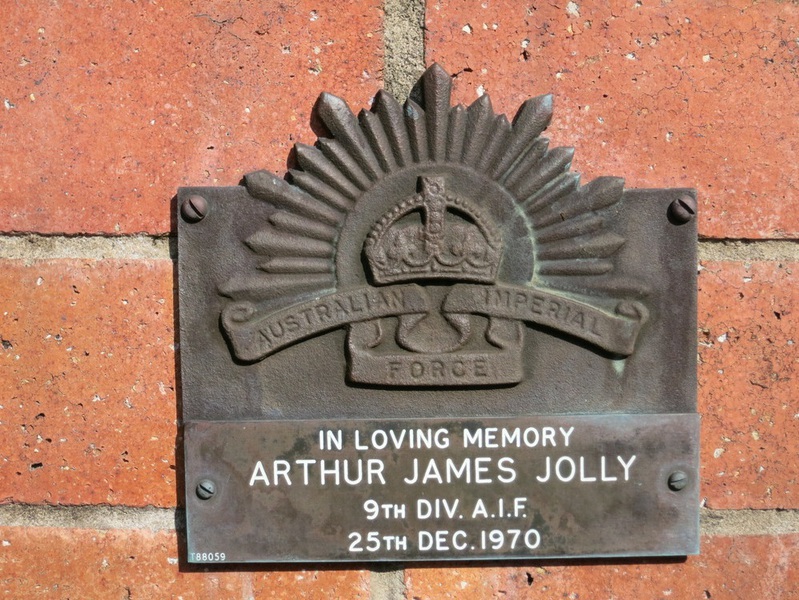 AUSTRALIAN IMPERIAL
FORCE
IN LOVING MEMORY
ARTHUR JAMES JOLLY
9TH DIV. A.I.F.
25TH DEC. 1970
T88059